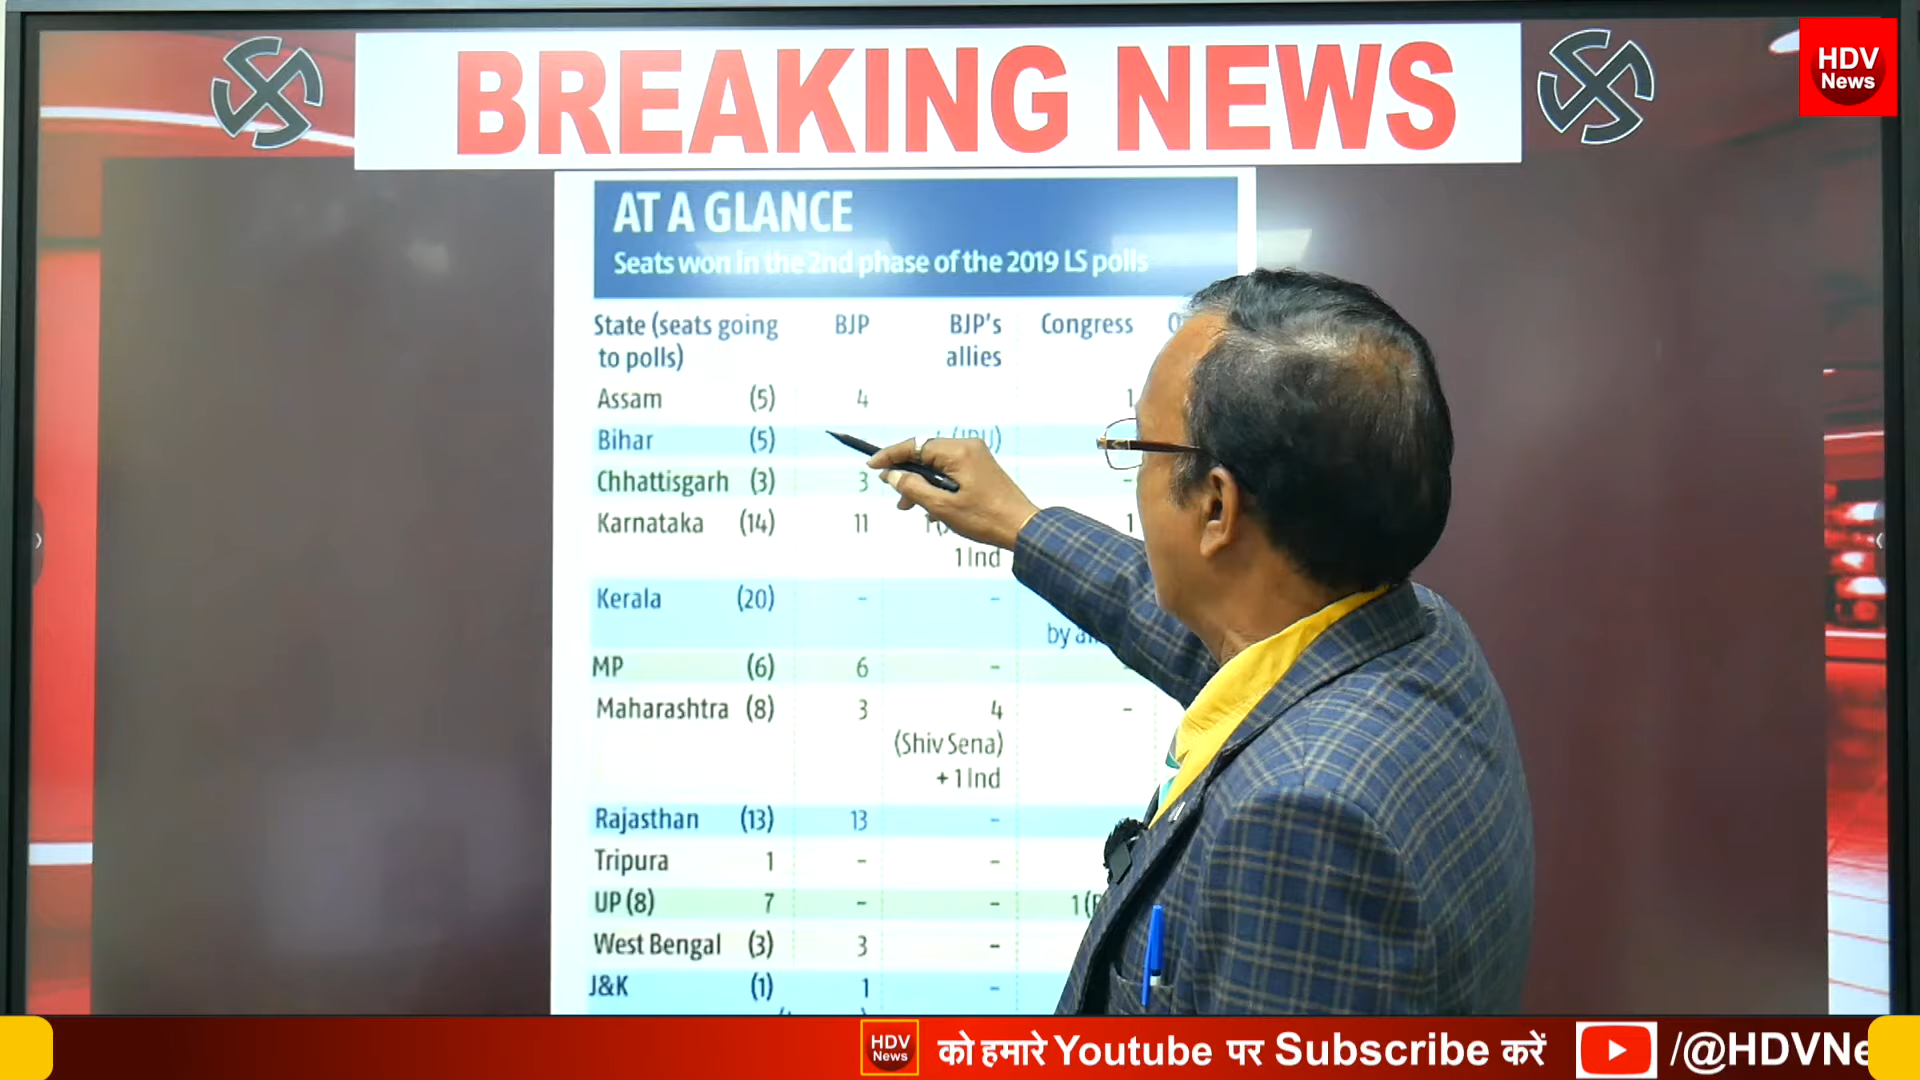 BREAKING NEWS
HDV
News
AT A GLANCE
Seats won in the 2nd phase of the 2019 LS polls
State (seats going to polls) BJP BJP's allies Congress
Assam (5) 4 1
Bihar (5)
Chhattisgarh (3) 3 -
Karnataka (14) 11 1
1 Ind
Kerala (20) - -
by
MP (6) 6 -
Maharashtra (8) 3 4 -
(Shiv Sena)
+ 1 Ind
Rajasthan (13) 13 -
Tripura 1 - -
UP (8) 7 - - 1
West Bengal (3) 3 -
J&K (1) 1 -
HDV
News
को हमारे Youtube पर Subscribe करें /@HDVNe